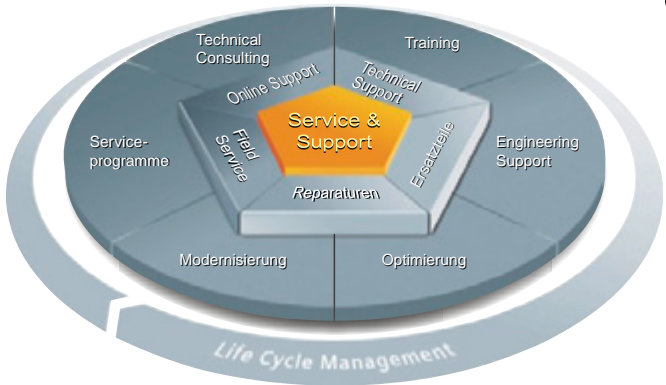 Technical
Consulting
Training
Online Support
Technical
Support
Service-
programme
Field
Service
Service &
Support
Ersatzteile
Engineering
Support
Reparaturen
Modernisierung
Optimierung
Life Cycle Management